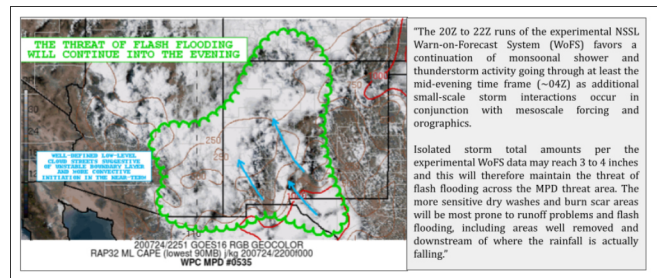 THE THREAT OF FLASH FLOODING
WILL CONTINUE INTO THE EVENING
WELL-DEFINED LOW-LEVEL
CLOUD STREETS SUGGESTIVE
OF UNSTABLE BOUNDARY LAYER
AND MORE CONVECTIVE
INITIATION IN THE NEAR-TERM
250
200724/2251 GOES16 RGB GEOCOLOR
RAP32 ML CAPE (lowest 90MB) j/kg 200724/2200f000
WPC MPD #0535
"The 20Z to 22Z runs of the experimental NSSL
Warn-on-Forecast System (WoFS) favors a
continuation of monsoonal shower and
thunderstorm activity going through at least the
mid-evening time frame (~04Z) as additional
small-scale storm interactions occur in
conjunction with mesoscale forcing and
orographics.
Isolated storm total amounts per the
experimental WoFS data may reach 3 to 4 inches
and this will therefore maintain the threat of
flash flooding across the MPD threat area. The
more sensitive dry washes and burn scar areas
will be most prone to runoff problems and flash
flooding, including areas well removed and
downstream of where the rainfall is actually
falling."